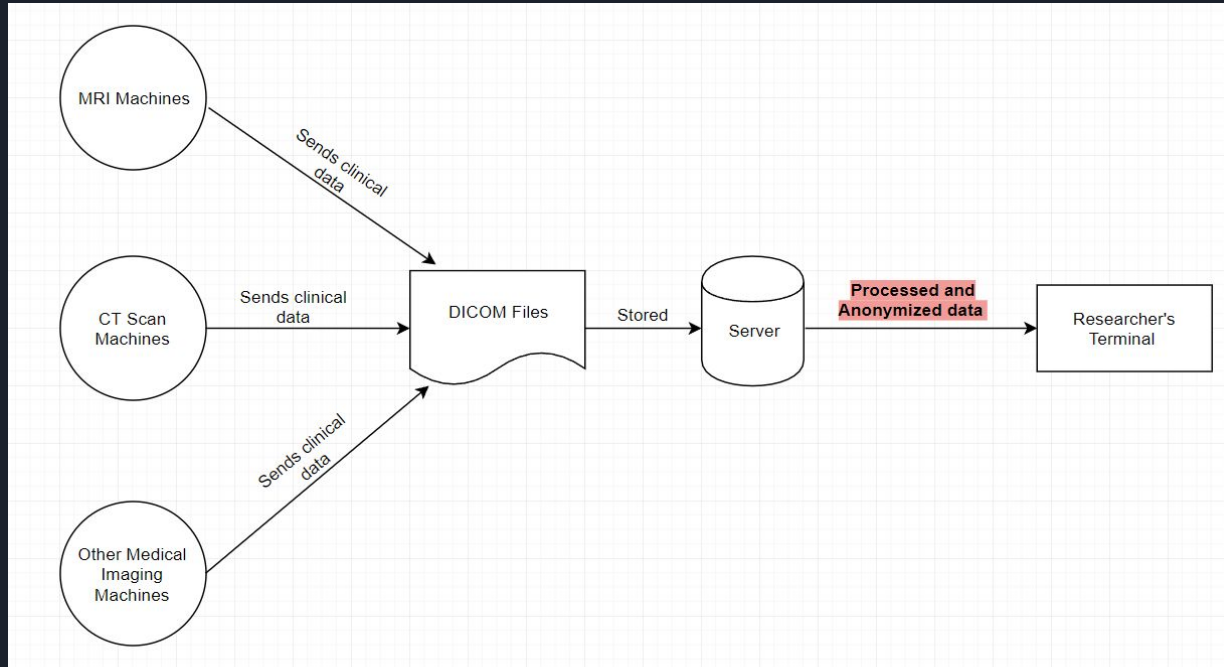 MRI Machines
Sends clinical
data
CT Scan
Machines
Sends clinical
data
DICOM Files
Stored
Server
Processed and
Anonymized data
Researcher's
Terminal
Sends clinical
data
Other Medical
Imaging
Machines